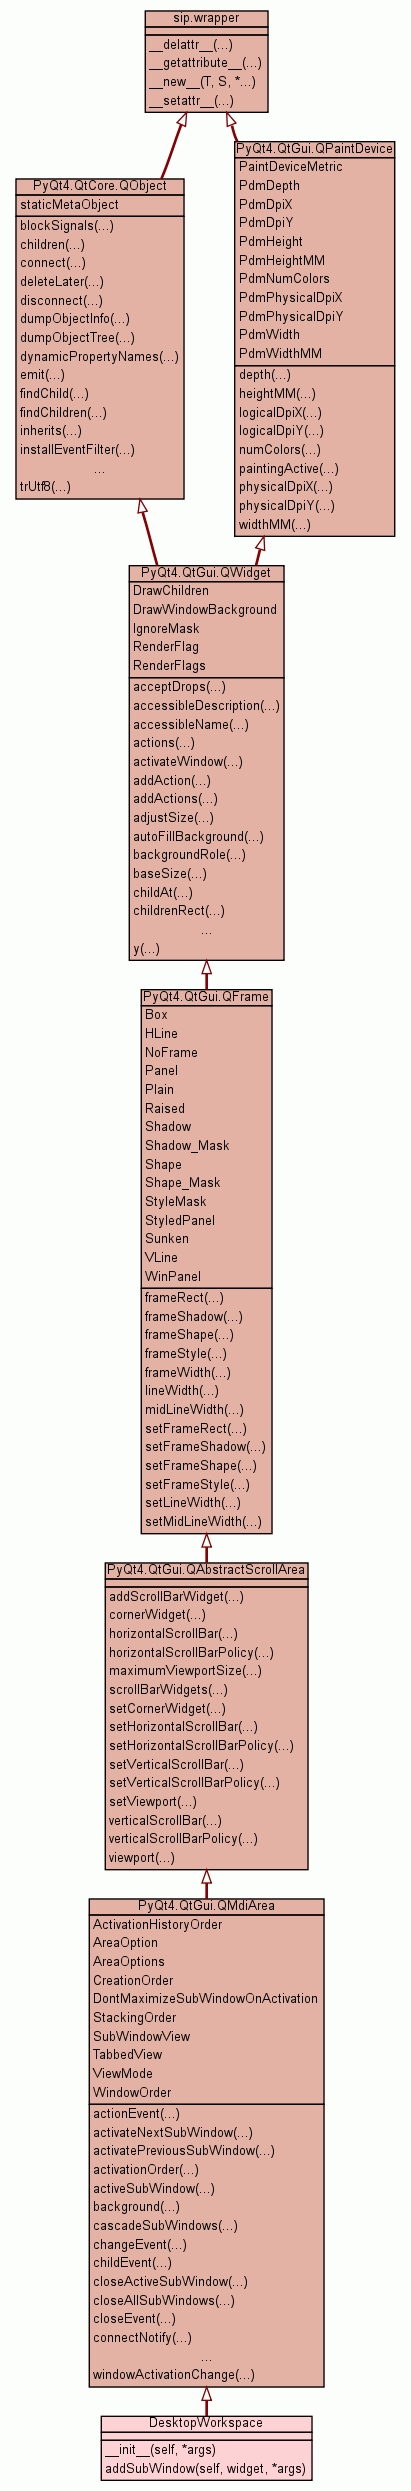 sip.wrapper
__delattr__(...)
__getattribute__(...)
__new__(T, S, *...)
__setattr__(...)
PyQt4.QtGui.QPaintDevice
PaintDeviceMetric
PdmDepth
PdmDpiX
PdmDpiY
PdmHeight
PdmHeightMM
PdmNumColors
PdmPhysicalDpiX
PdmPhysicalDpiY
PdmWidth
PdmWidthMM
depth(...)
heightMM(...)
logicalDpiX(...)
logicalDpiY(...)
numColors(...)
paintingActive(...)
physicalDpiX(...)
physicalDpiY(...)
widthMM(...)
PyQt4.QtCore.QObject
staticMetaObject
blockSignals(...)
children(...)
connect(...)
deleteLater(...)
disconnect(...)
dumpObjectInfo(...)
dumpObjectTree(...)
dynamicPropertyNames(...)
emit(...)
findChild(...)
findChildren(...)
inherits(...)
installEventFilter(...)
...
trUtf8(...)
PyQt4.QtGui.QWidget
DrawChildren
DrawWindowBackground
IgnoreMask
RenderFlag
RenderFlags
acceptDrops(...)
accessibleDescription(...)
accessibleName(...)
actions(...)
activateWindow(...)
addAction(...)
addActions(...)
adjustSize(...)
autoFillBackground(...)
backgroundRole(...)
baseSize(...)
childAt(...)
childrenRect(...)
...
y(...)
PyQt4.QtGui.QFrame
Box
HLine
NoFrame
Panel
Plain
Raised
Shadow
Shadow_Mask
Shape
Shape_Mask
StyleMask
StyledPanel
Sunken
VLine
WinPanel
frameRect(...)
frameShadow(...)
frameShape(...)
frameStyle(...)
frameWidth(...)
lineWidth(...)
midLineWidth(...)
setFrameRect(...)
setFrameShadow(...)
setFrameShape(...)
setFrameStyle(...)
setLineWidth(...)
setMidLineWidth(...)
PyQt4.QtGui.QAbstractScrollArea
addScrollBarWidget(...)
cornerWidget(...)
horizontalScrollBar(...)
horizontalScrollBarPolicy(...)
maximumViewportSize(...)
scrollBarWidgets(...)
setCornerWidget(...)
setHorizontalScrollBar(...)
setHorizontalScrollBarPolicy(...)
setVerticalScrollBar(...)
setVerticalScrollBarPolicy(...)
setViewport(...)
verticalScrollBar(...)
verticalScrollBarPolicy(...)
viewport(...)
PyQt4.QtGui.QMdiArea
ActivationHistoryOrder
AreaOption
AreaOptions
CreationOrder
DontMaximizeSubWindowOnActivation
StackingOrder
SubWindowView
TabbedView
ViewMode
WindowOrder
actionEvent(...)
activateNextSubWindow(...)
activatePreviousSubWindow(...)
activationOrder(...)
activeSubWindow(...)
background(...)
cascadeSubWindows(...)
changeEvent(...)
childEvent(...)
closeActiveSubWindow(...)
closeAllSubWindows(...)
closeEvent(...)
connectNotify(...)
...
windowActivationChange(...)
DesktopWorkspace
__init__(self, *args)
addSubWindow(self, widget, *args)